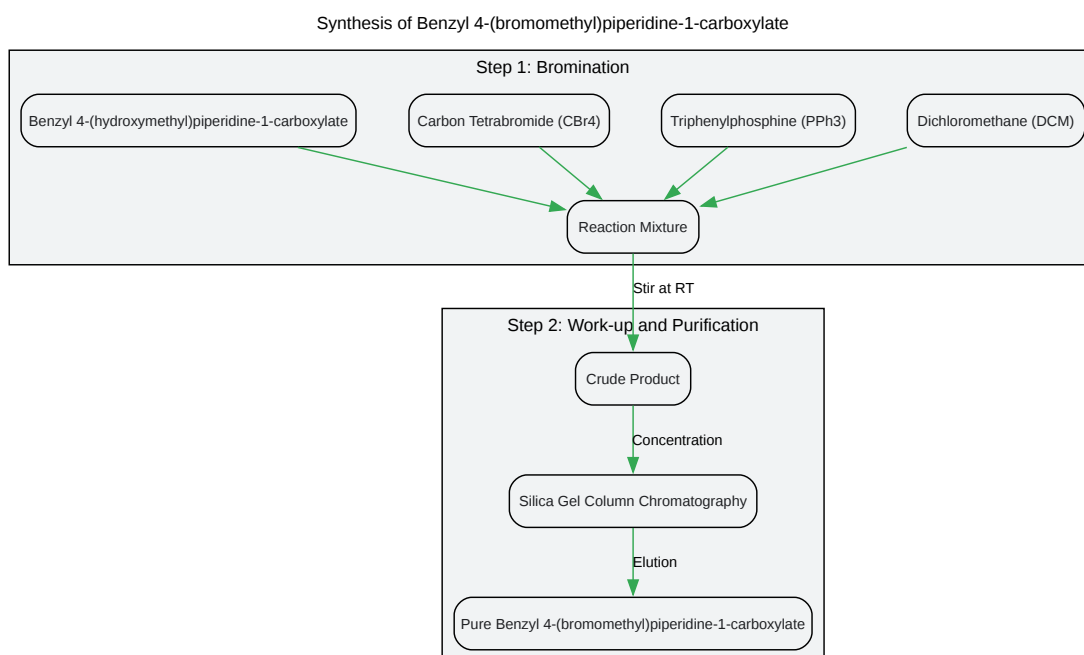 Synthesis of Benzyl 4-(bromomethyl)piperidine-1-carboxylate
Step 1: Bromination
Benzyl 4-(hydroxymethyl)piperidine-1-carboxylate
Carbon Tetrabromide (CBr4)
Triphenylphosphine (PPh3)
Dichloromethane (DCM)
Reaction Mixture
Stir at RT
Step 2: Work-up and Purification
Crude Product
Concentration
Silica Gel Column Chromatography
Elution
Pure Benzyl 4-(bromomethyl)piperidine-1-carboxylate